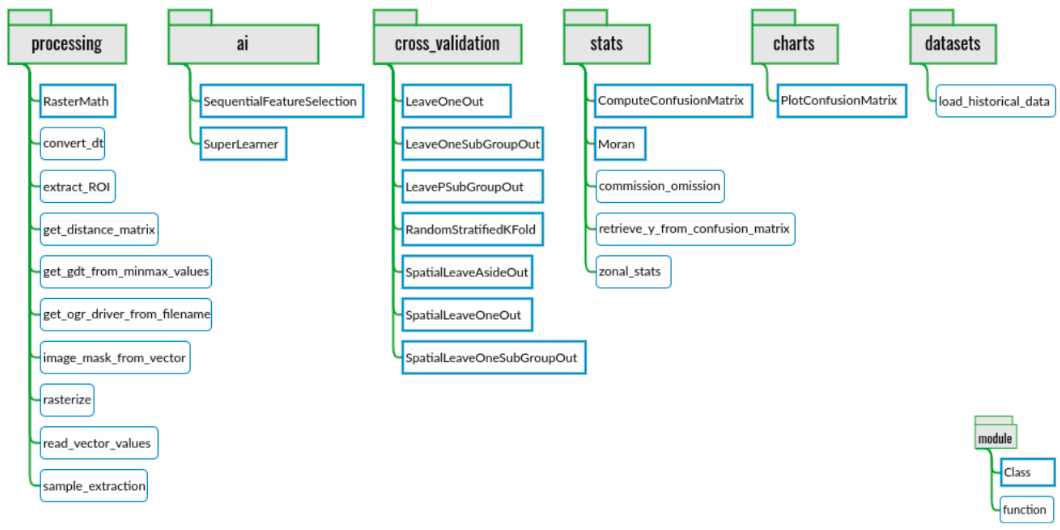 processing
RasterMath
convert_dt
extract_ROI
get_distance_matrix
get_gdt_from_minmax_values
get_ogr_driver_from_filename
image_mask_from_vector
rasterize
read_vector_values
sample_extraction
ai
SequentialFeatureSelection
SuperLearner
cross_validation
LeaveOneOut
LeaveOneSubGroupOut
LeavePSubGroupOut
RandomStratifiedKFold
SpatialLeaveAsideOut
SpatialLeaveOneOut
SpatialLeaveOneSubGroupOut
stats
ComputeConfusionMatrix
Moran
commission_omission
retrieve_y_from_confusion_matrix
zonal_stats
charts
PlotConfusionMatrix
datasets
load_historical_data
module
Class
function